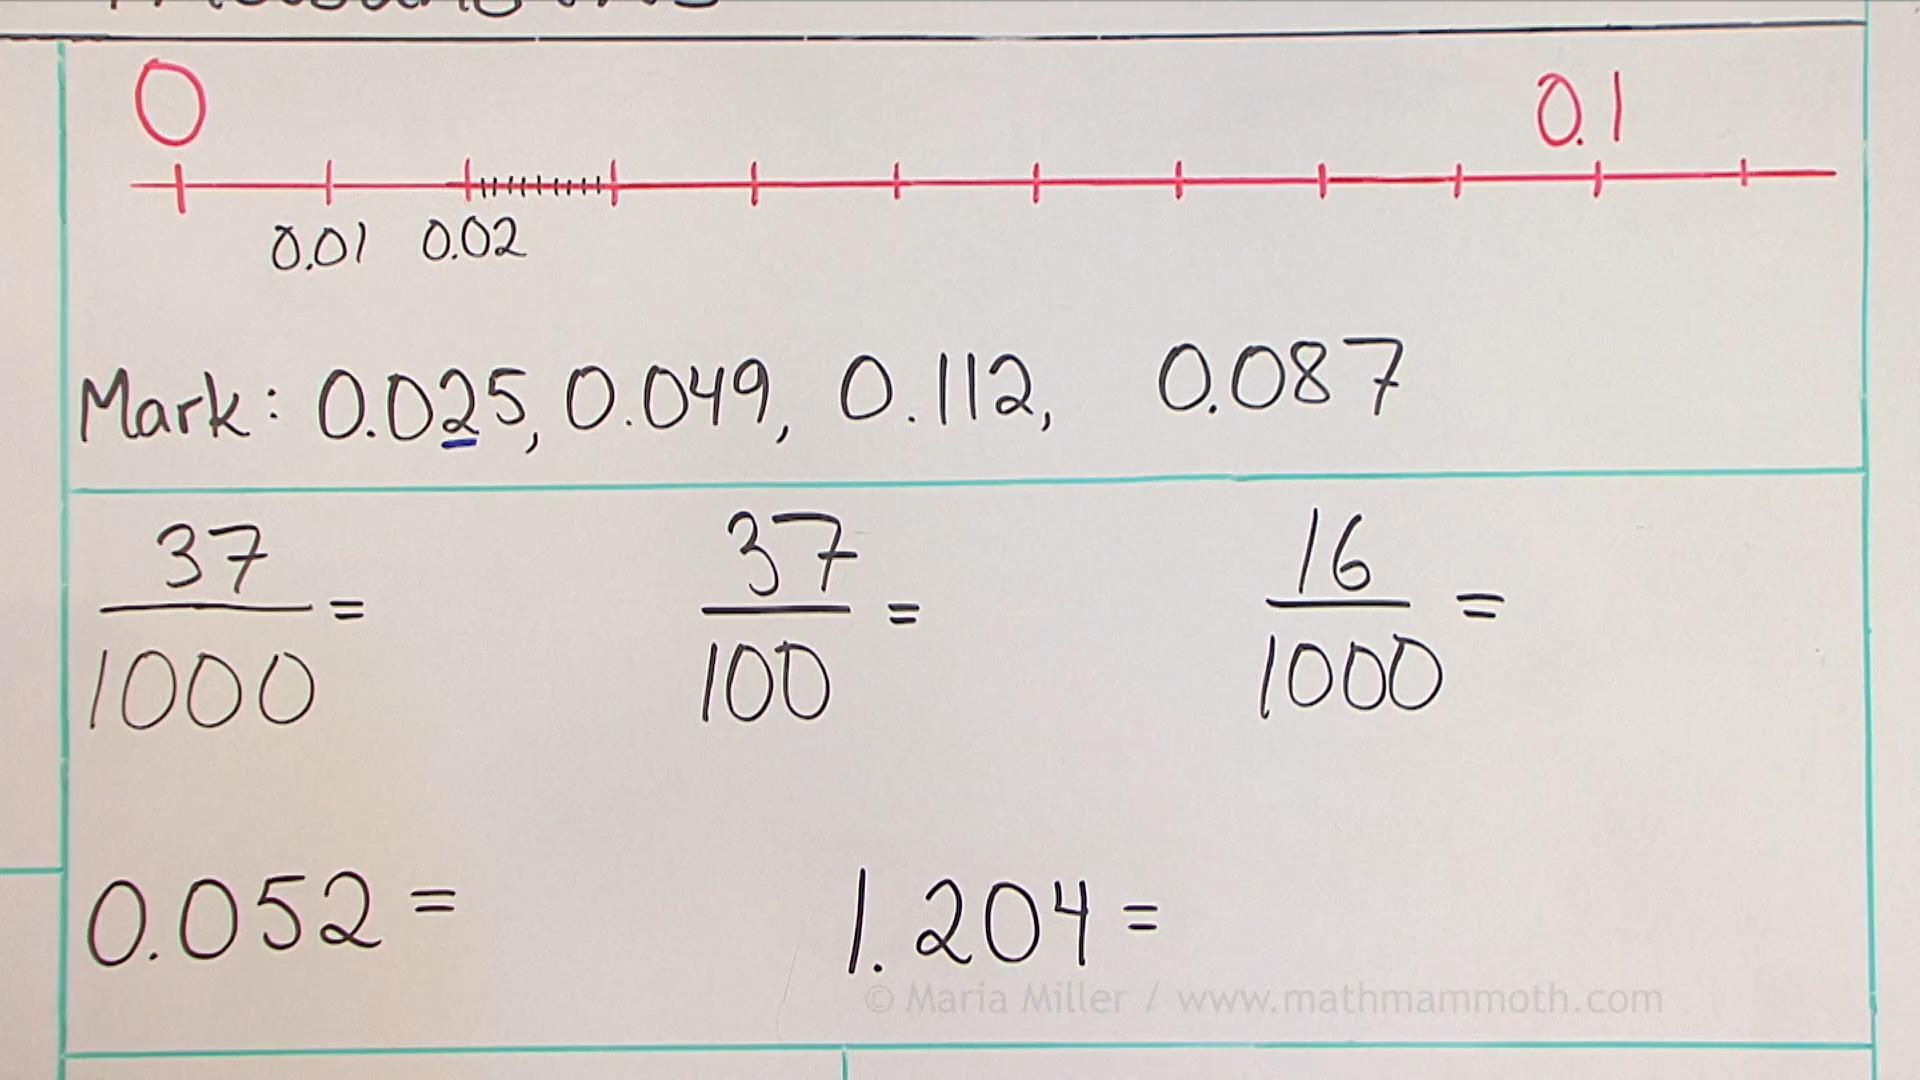 0 0.1
0.01 0.02
Mark: 0.025, 0.049, 0.112, 0.087
37/1000 = 37/100 = 16/1000 =
0.052 = 1.204 =
© Maria Miller / www.mathmammoth.com